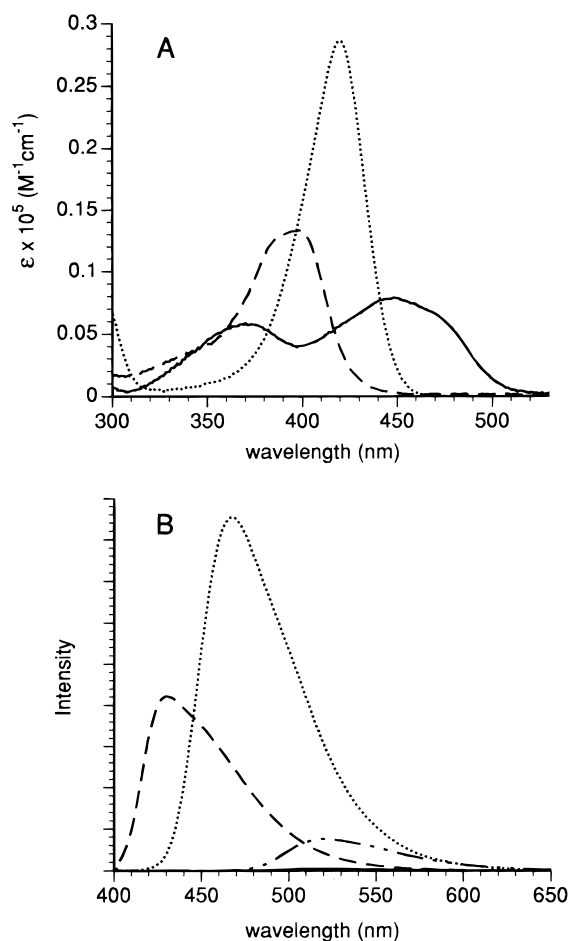 A
0.3
0.25
0.2
0.15
0.1
0.05
0
ε x 10⁵ (M⁻¹cm⁻¹)
300 350 400 450 500
wavelength (nm)
B
Intensity
400 450 500 550 600 650
wavelength (nm)